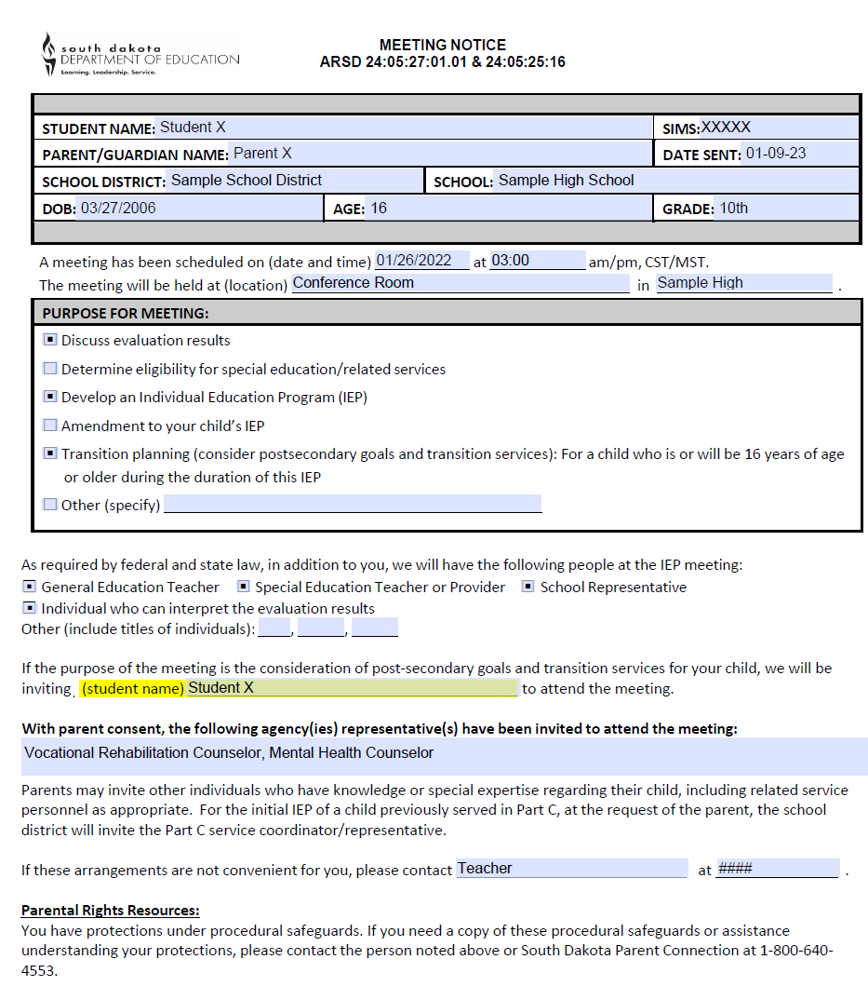 south dakota
DEPARTMENT OF EDUCATION
Learning. Leadership. Service.
MEETING NOTICE
ARSD 24:05:27:01.01 & 24:05:25:16
STUDENT NAME: Student X SIMS:XXXXX
PARENT/GUARDIAN NAME: Parent X DATE SENT: 01-09-23
SCHOOL DISTRICT: Sample School District SCHOOL: Sample High School
DOB: 03/27/2006 AGE: 16 GRADE: 10th
A meeting has been scheduled on (date and time) 01/26/2022 at 03:00 am/pm, CST/MST.
The meeting will be held at (location) Conference Room in Sample High .
PURPOSE FOR MEETING:
Discuss evaluation results
Determine eligibility for special education/related services
Develop an Individual Education Program (IEP)
Amendment to your child’s IEP
Transition planning (consider postsecondary goals and transition services): For a child who is or will be 16 years of age
or older during the duration of this IEP
Other (specify)
As required by federal and state law, in addition to you, we will have the following people at the IEP meeting:
General Education Teacher Special Education Teacher or Provider School Representative
Individual who can interpret the evaluation results
Other (include titles of individuals): , ,
If the purpose of the meeting is the consideration of post-secondary goals and transition services for your child, we will be
inviting (student name) Student X to attend the meeting.
With parent consent, the following agency(ies) representative(s) have been invited to attend the meeting:
Vocational Rehabilitation Counselor, Mental Health Counselor
Parents may invite other individuals who have knowledge or special expertise regarding their child, including related service
personnel as appropriate. For the initial IEP of a child previously served in Part C, at the request of the parent, the school
district will invite the Part C service coordinator/representative.
If these arrangements are not convenient for you, please contact Teacher at #### .
Parental Rights Resources:
You have protections under procedural safeguards. If you need a copy of these procedural safeguards or assistance
understanding your protections, please contact the person noted above or South Dakota Parent Connection at 1-800-640-
4553.